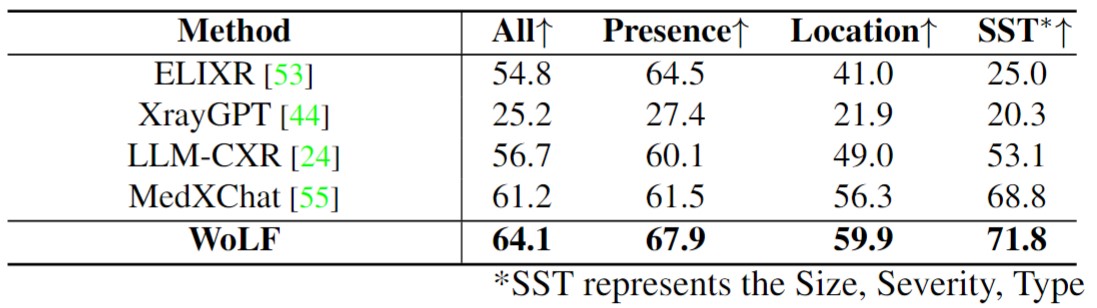 Method All↑ Presence↑ Location↑ SST*↑
ELIXR [53] 54.8 64.5 41.0 25.0
XrayGPT [44] 25.2 27.4 21.9 20.3
LLM-CXR [24] 56.7 60.1 49.0 53.1
MedXChat [55] 61.2 61.5 56.3 68.8
WoLF 64.1 67.9 59.9 71.8
*SST represents the Size, Severity, Type